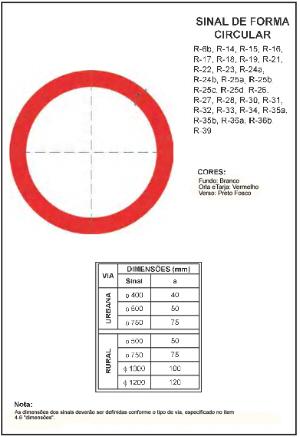 SINAL DE FORMA
CIRCULAR
R-6b, R-14, R-15, R-16,
R-17, R-18, R-19, R-21,
R-22, R-23, R-24a,
R-24b, R-25a, R-25b,
R-25c, R-25d, R-26,
R-27, R-28, R-30, R-31,
R-32, R-33, R-34, R-35a,
R-35b, R-36a, R-36b
R-39
CORES:
Fundo: Branco
Orla e Tarja: Vermelho
Verso: Preto Fosco
VIA DIMENSÕES (mm)
Sinal a
URBANA
ø 400 40
ø 500 50
ø 750 75
RURAL
ø 500 50
ø 750 75
ϕ 1000 100
ϕ 1200 120
Nota:
As dimensões dos sinais deverão ser definidas conforme o tipo de via, especificado no item
4.6 "dimensões".